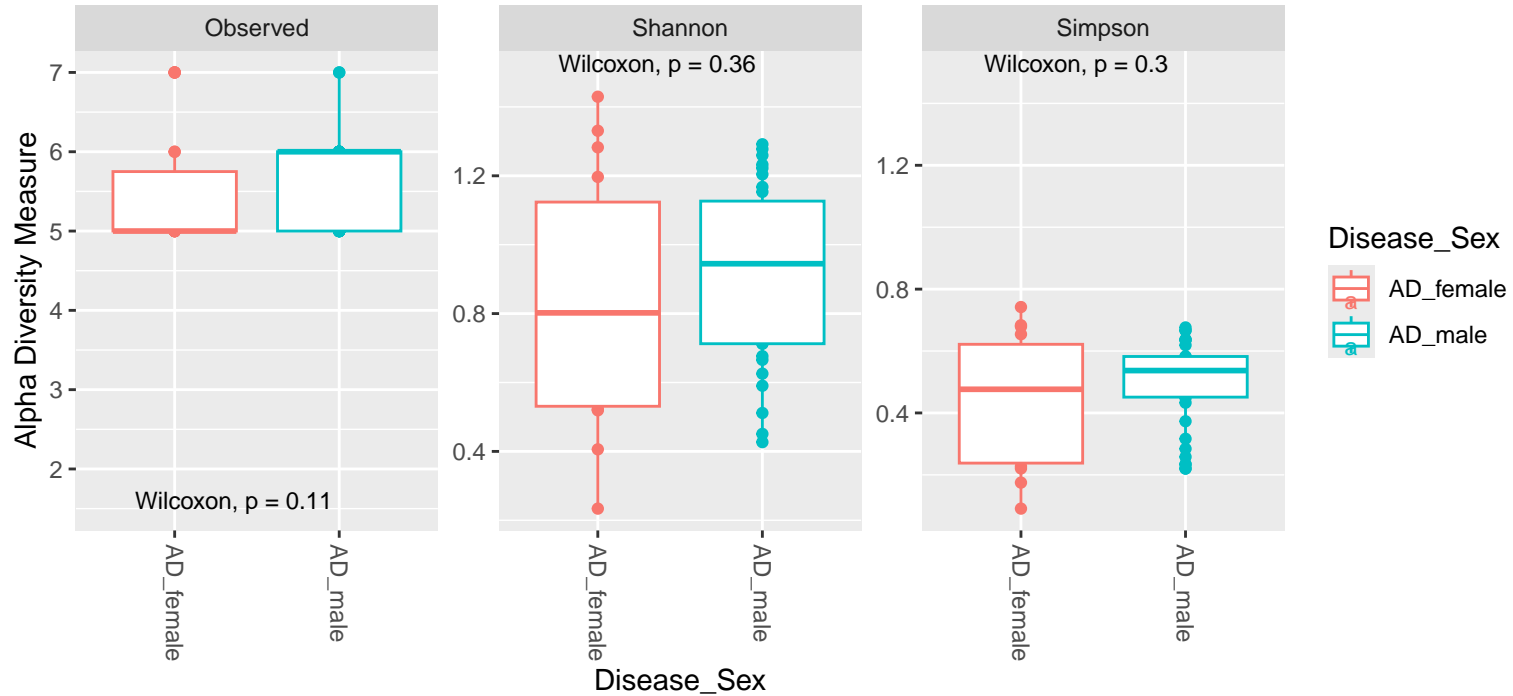 Observed
Shannon
Simpson
Alpha Diversity Measure
7
6
5
4
3
2
Wilcoxon, p = 0.11
AD_female
AD_male
1.2
0.8
0.4
Wilcoxon, p = 0.36
AD_female
AD_male
1.2
0.8
0.4
Wilcoxon, p = 0.3
AD_female
AD_male
Disease_Sex
Disease_Sex
a AD_female
a AD_male